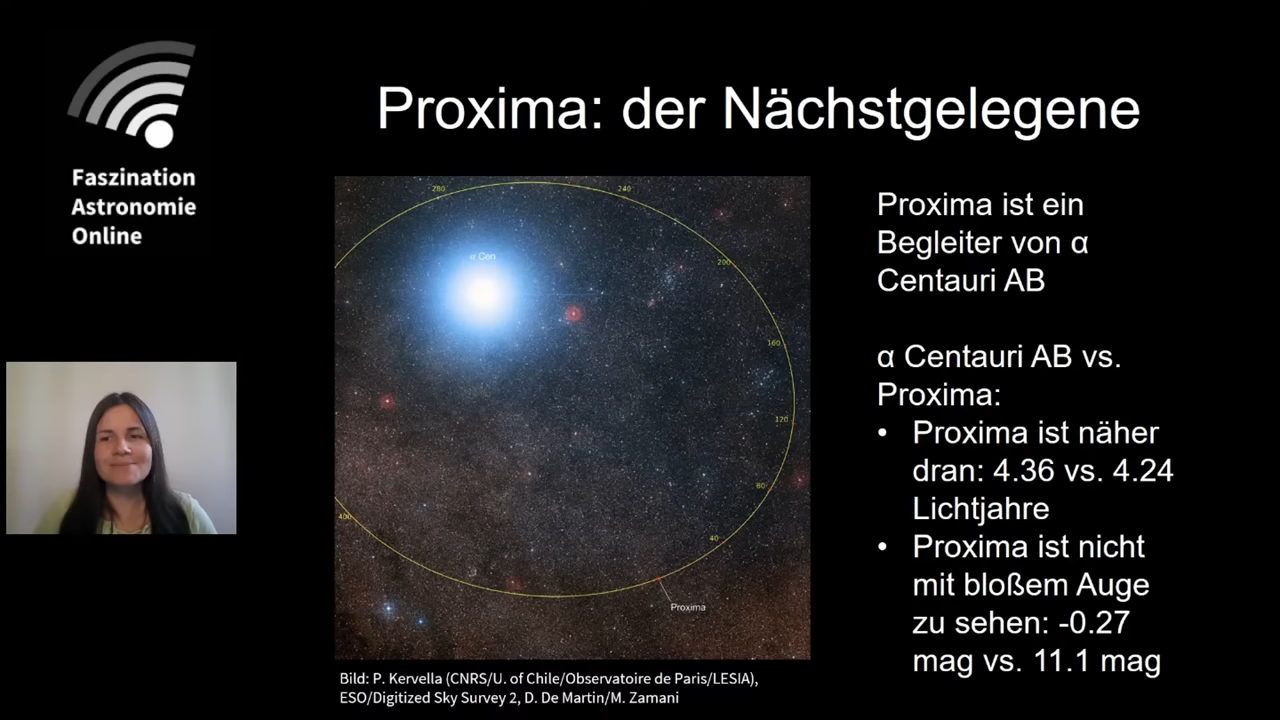 Faszination
Astronomie
Online
Proxima: der Nächstgelegene
280
240
α Cen
200
160
120
80
400
40
Proxima
Bild: P. Kervella (CNRS/U. of Chile/Observatoire de Paris/LESIA),
ESO/Digitized Sky Survey 2, D. De Martin/M. Zamani
Proxima ist ein
Begleiter von α
Centauri AB
α Centauri AB vs.
Proxima:
• Proxima ist näher
dran: 4.36 vs. 4.24
Lichtjahre
• Proxima ist nicht
mit bloßem Auge
zu sehen: -0.27
mag vs. 11.1 mag